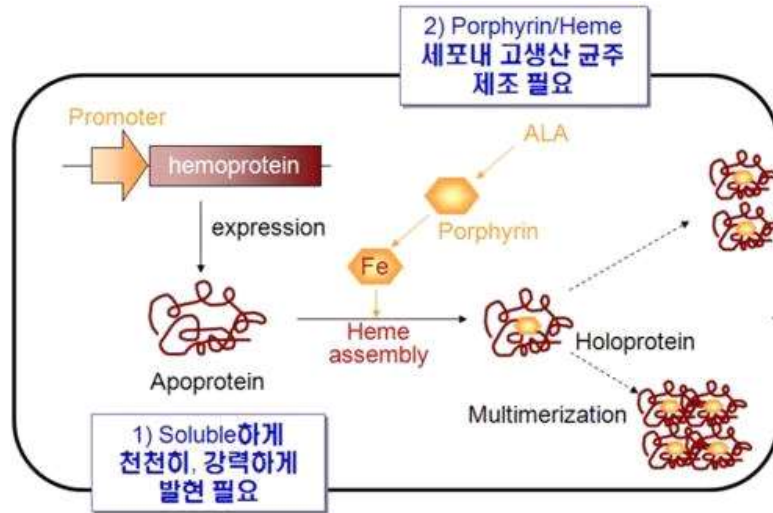 2) Porphyrin/Heme
세포내 고생산 균주
제조 필요
Promoter
hemoprotein
ALA
expression
Porphyrin
Fe
Heme
assembly
Apoprotein
Holoprotein
Multimerization
1) Soluble하게
천천히, 강력하게
발현 필요